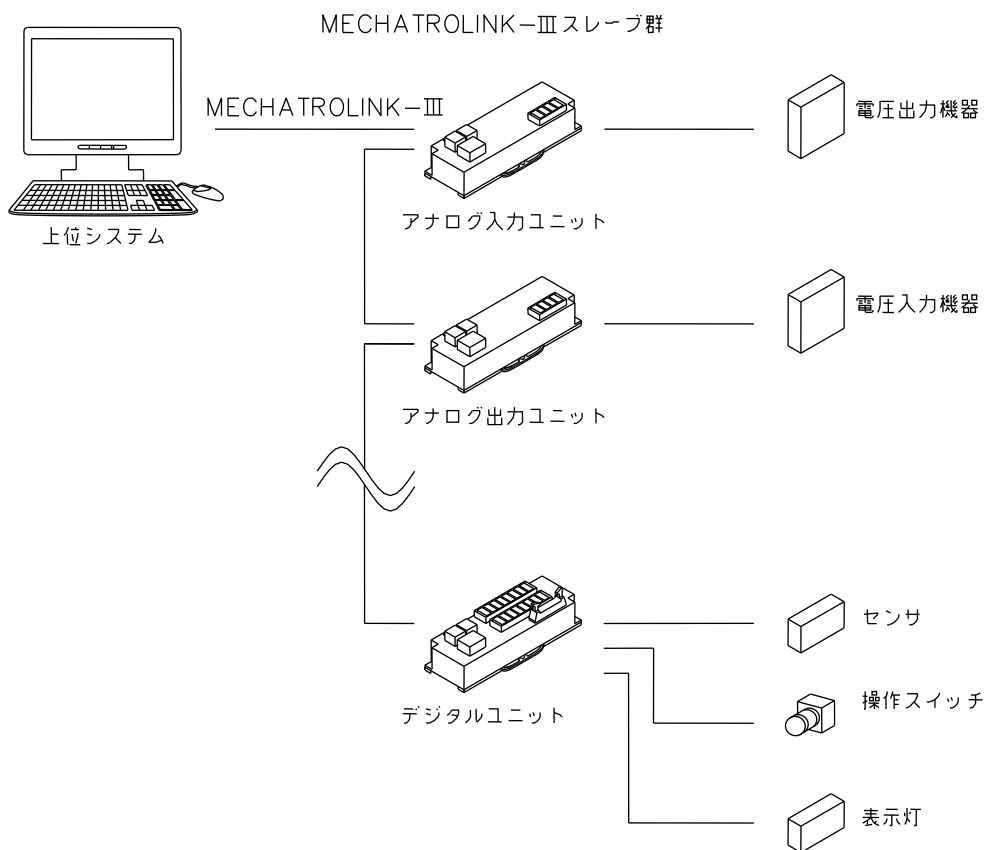 MECHATROLINK-Ⅲスレーブ群
MECHATROLINK-Ⅲ
電圧出力機器
アナログ入力ユニット
上位システム
電圧入力機器
アナログ出力ユニット
センサ
操作スイッチ
デジタルユニット
表示灯